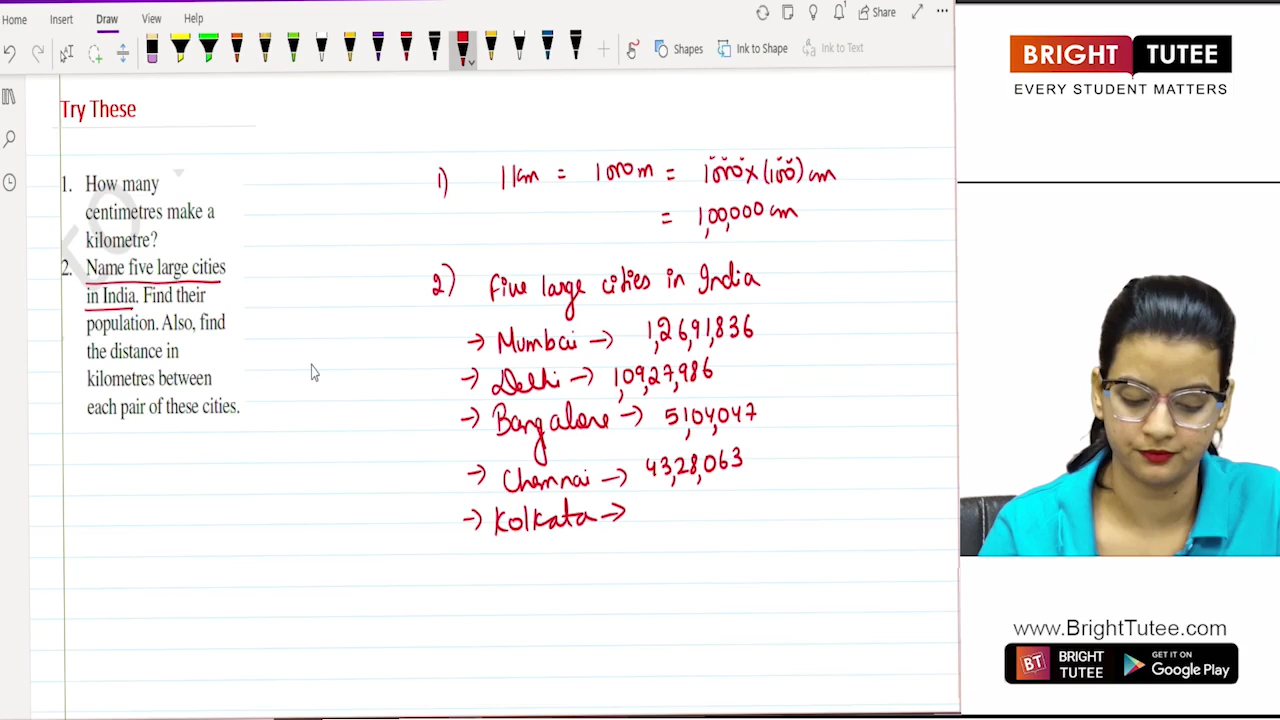 Home Insert Draw View Help
Share
Shapes Ink to Shape Ink to Text
BRIGHT TUTEE
EVERY STUDENT MATTERS
Try These
1. How many
centimetres make a
kilometre?
2. Name five large cities
in India. Find their
population. Also, find
the distance in
kilometres between
each pair of these cities.
1) 1km = 1000m = 1000x(100) cm
= 1,00,000 cm
2) Five large cities in India
→ Mumbai → 1,26,91,836
→ Delhi → 1,09,27,986
→ Bangalore → 51,04,047
→ Chennai → 43,28,063
→ Kolkata →
www.BrightTutee.com
BT BRIGHT TUTEE
GET IT ON Google Play